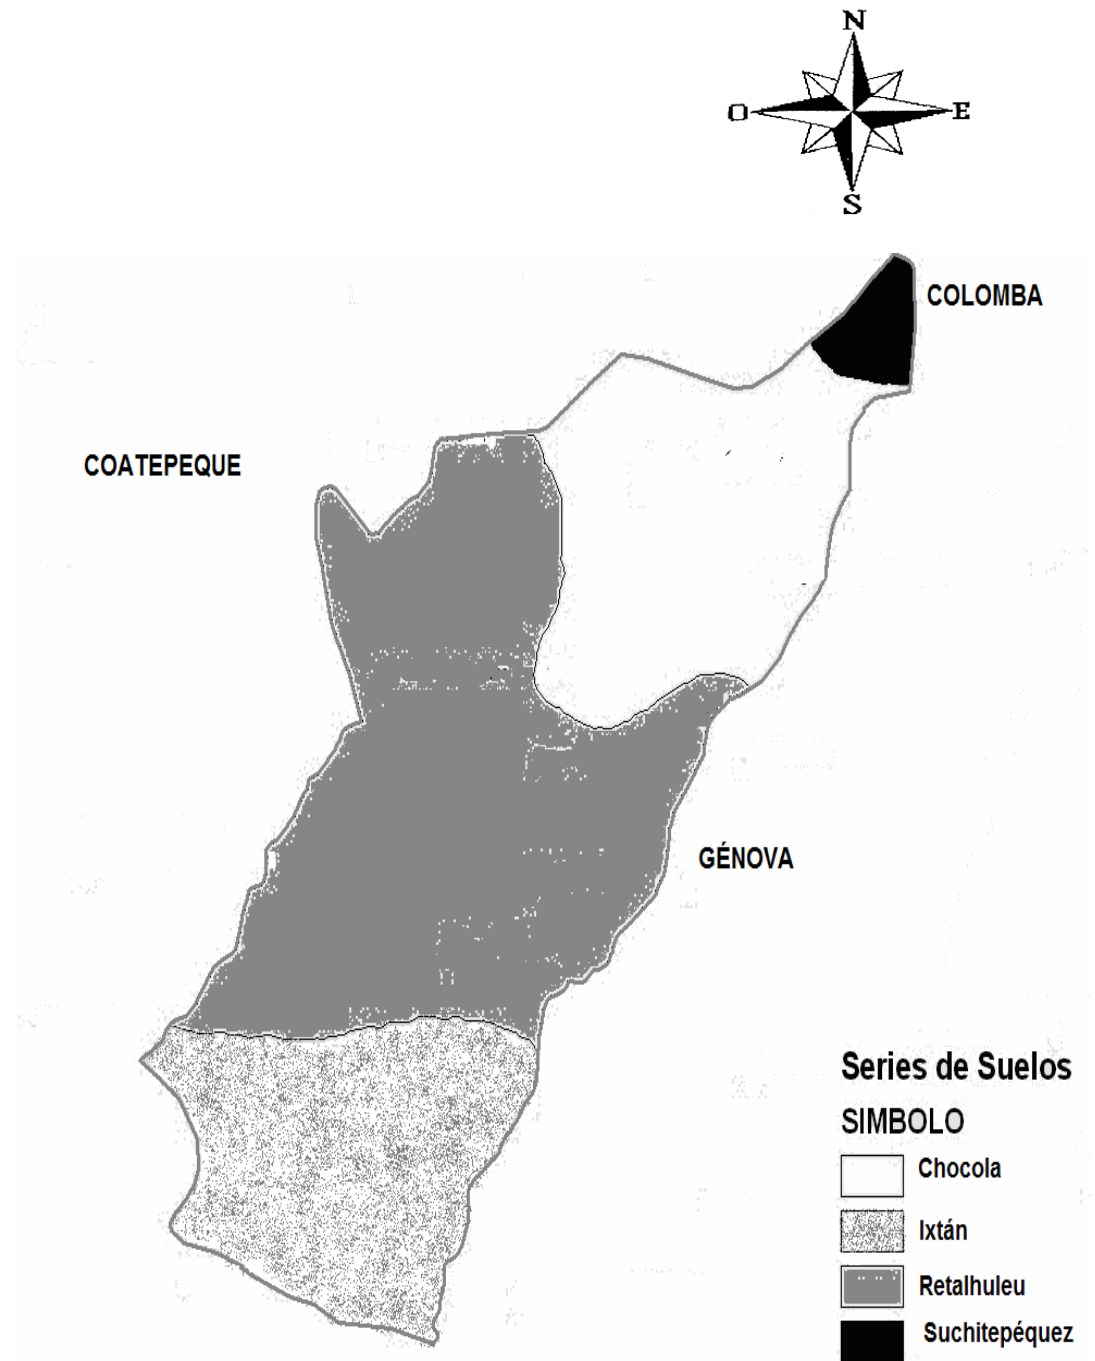 N
O
E
S
COLOMBA
COATEPEQUE
GÉNOVA
Series de Suelos
SIMBOLO
Chocola
Ixtán
Retalhuleu
Suchitepéquez